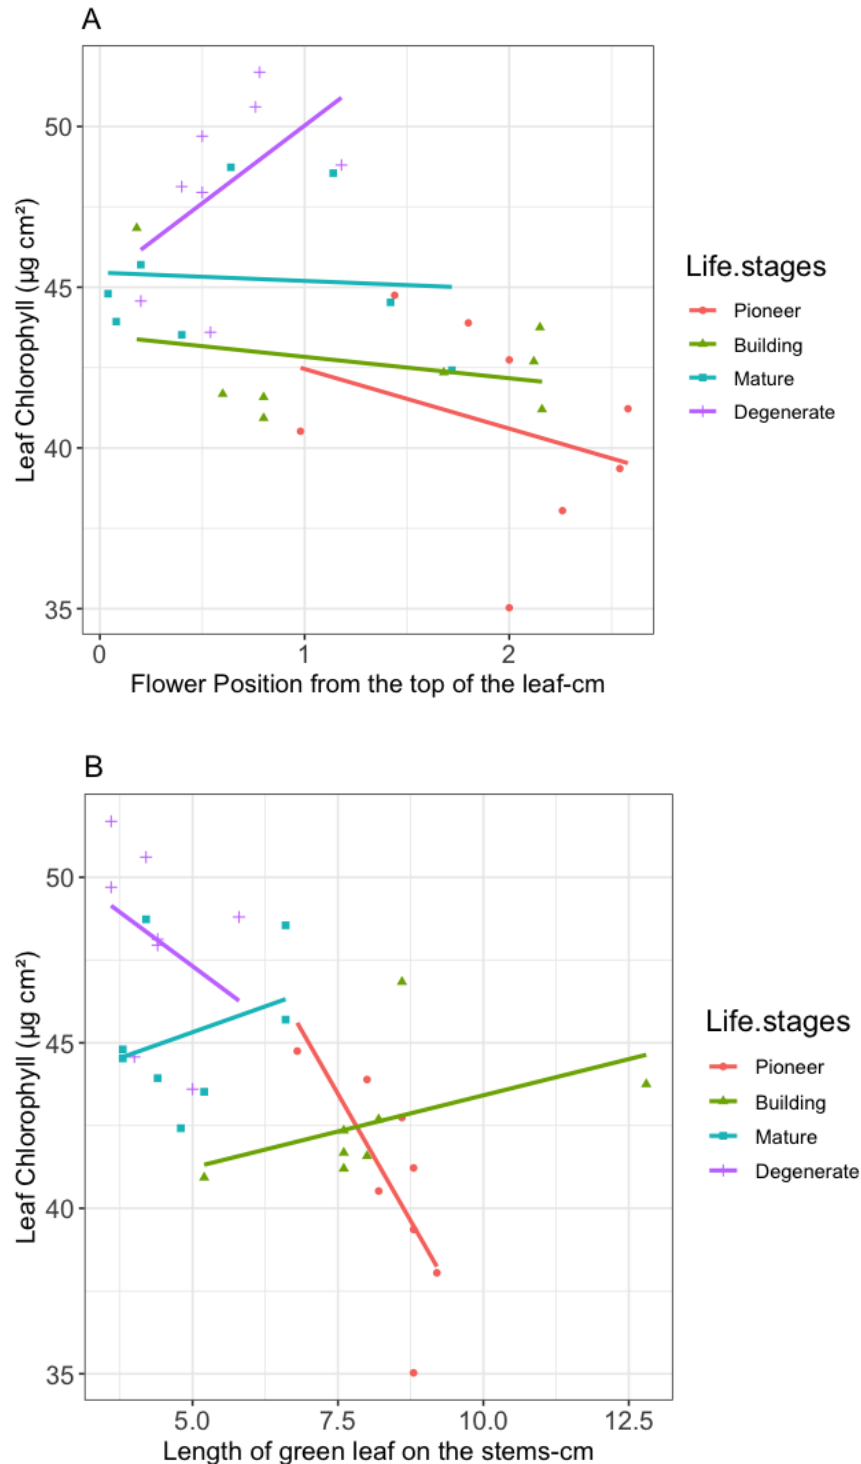 A
50
45
40
35
Leaf Chlorophyll (µg cm²)
0 1 2
Flower Position from the top of the leaf-cm
Life.stages
Pioneer
Building
Mature
Degenerate
B
50
45
40
35
Leaf Chlorophyll (µg cm²)
5.0 7.5 10.0 12.5
Length of green leaf on the stems-cm
Life.stages
Pioneer
Building
Mature
Degenerate